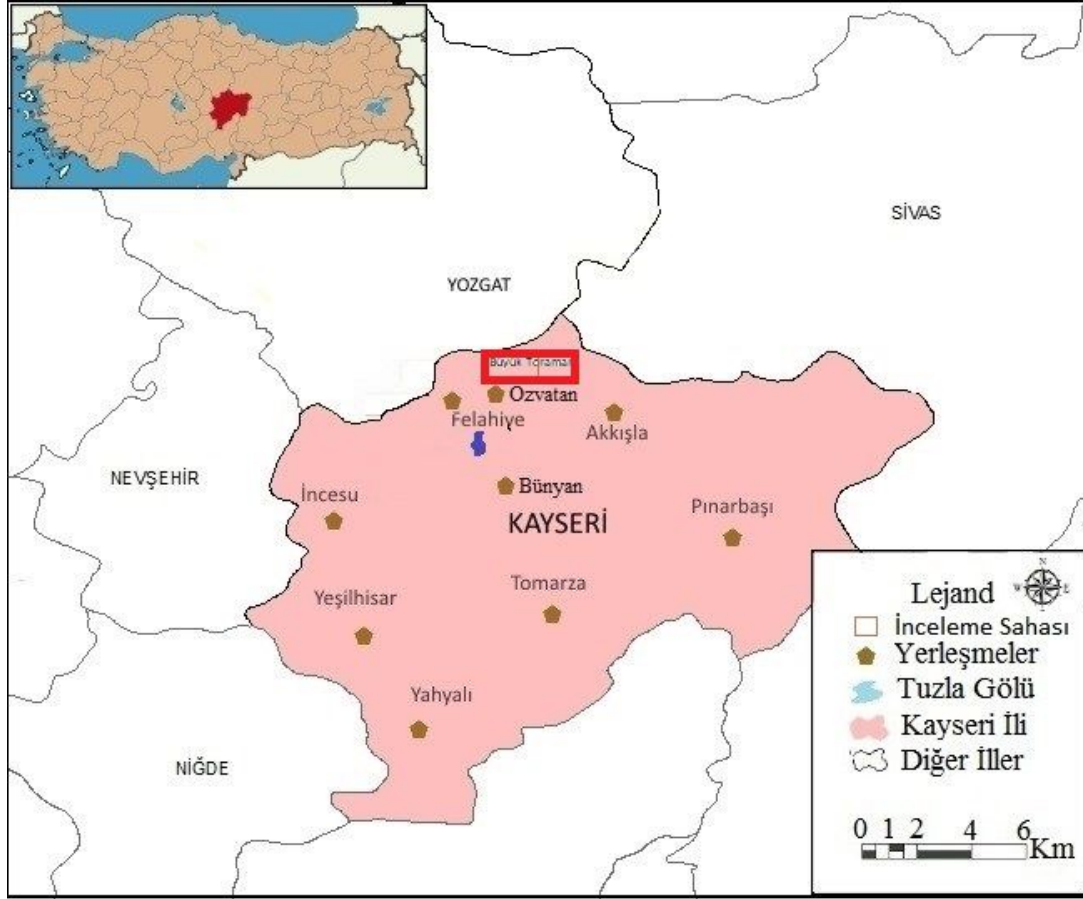 SİVAS
YOZGAT
Büyük Toraman
Özvatan
Felahiye
Akkışla
NEVŞEHİR
İncesu
Bünyan
KAYSERİ
Pınarbaşı
Tomarza
Yeşilhisar
Yahyalı
NİĞDE
N
W E
S
Lejand
İnceleme Sahası
Yerleşmeler
Tuzla Gölü
Kayseri İli
Diğer İller
0 1 2 4 6
Km